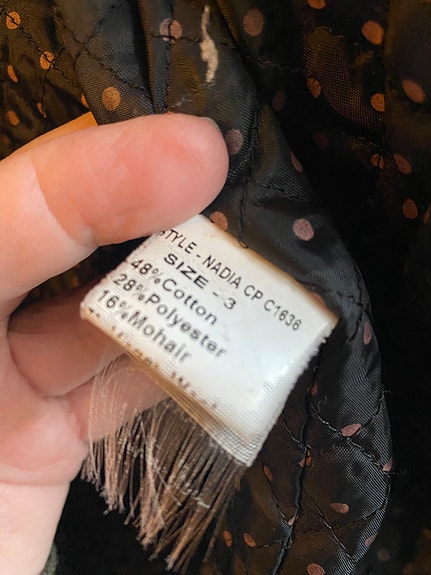 STYLE - NADIA CP C1636
SIZE - 3
48%Cotton
28%Polyester
16%Mohair